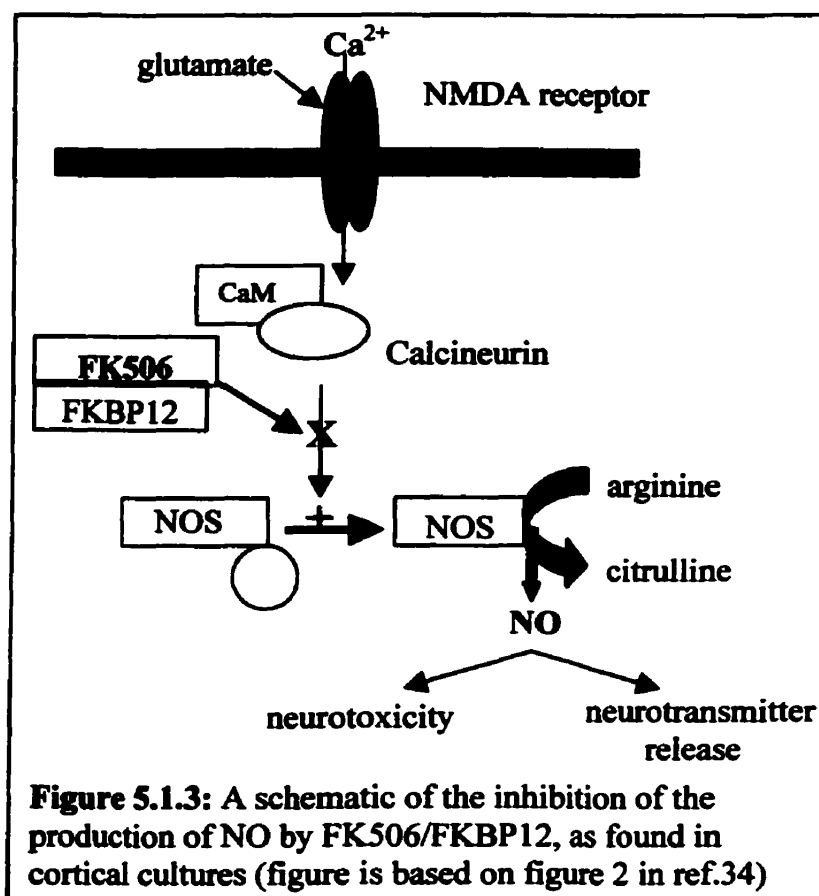 Ca²⁺
glutamate
NMDA receptor
CaM
Calcineurin
FK506
FKBP12
X
+
NOS
NOS
arginine
citrulline
NO
neurotoxicity
neurotransmitter
release
Figure 5.1.3: A schematic of the inhibition of the
production of NO by FK506/FKBP12, as found in
cortical cultures (figure is based on figure 2 in ref.34)